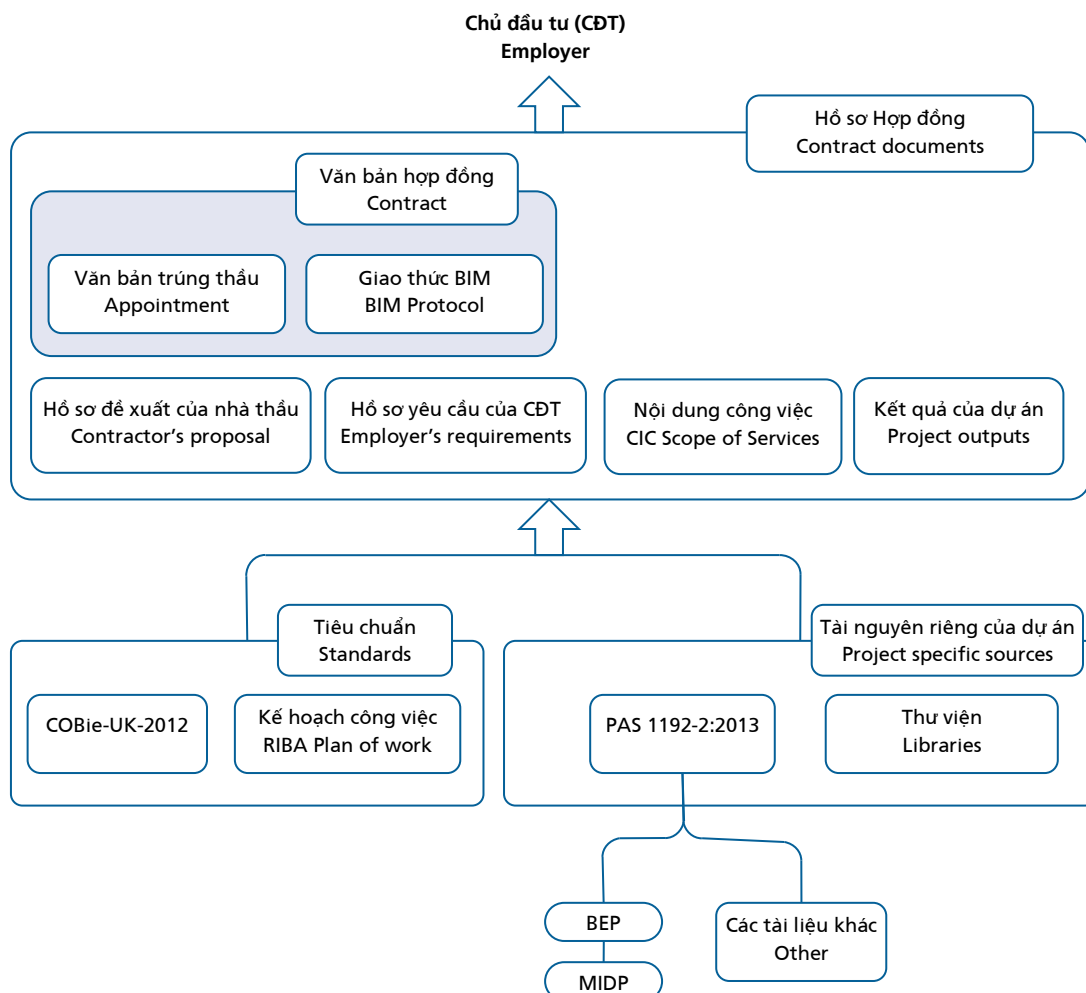 Chủ đầu tư (CĐT)
Employer
Hồ sơ Hợp đồng
Contract documents
Văn bản hợp đồng
Contract
Văn bản trúng thầu
Appointment
Giao thức BIM
BIM Protocol
Hồ sơ đề xuất của nhà thầu
Contractor’s proposal
Hồ sơ yêu cầu của CĐT
Employer’s requirements
Nội dung công việc
CIC Scope of Services
Kết quả của dự án
Project outputs
Tiêu chuẩn
Standards
Tài nguyên riêng của dự án
Project specific sources
COBie-UK-2012
Kế hoạch công việc
RIBA Plan of work
PAS 1192-2:2013
Thư viện
Libraries
BEP
Các tài liệu khác
Other
MIDP